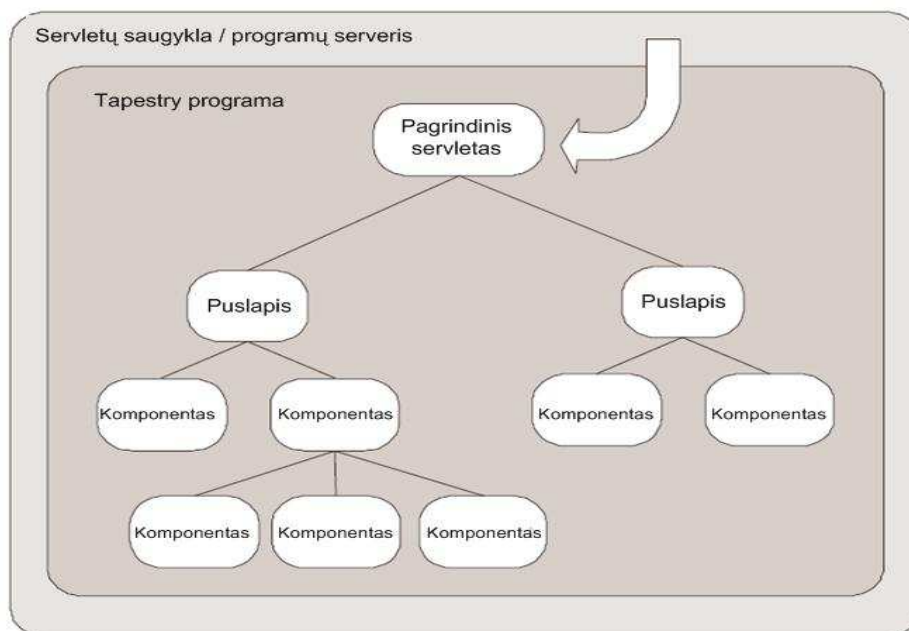 Servletų saugykla / programų serveris
Tapestry programa
Pagrindinis
servletas
Puslapis
Puslapis
Komponentas
Komponentas
Komponentas
Komponentas
Komponentas
Komponentas
Komponentas